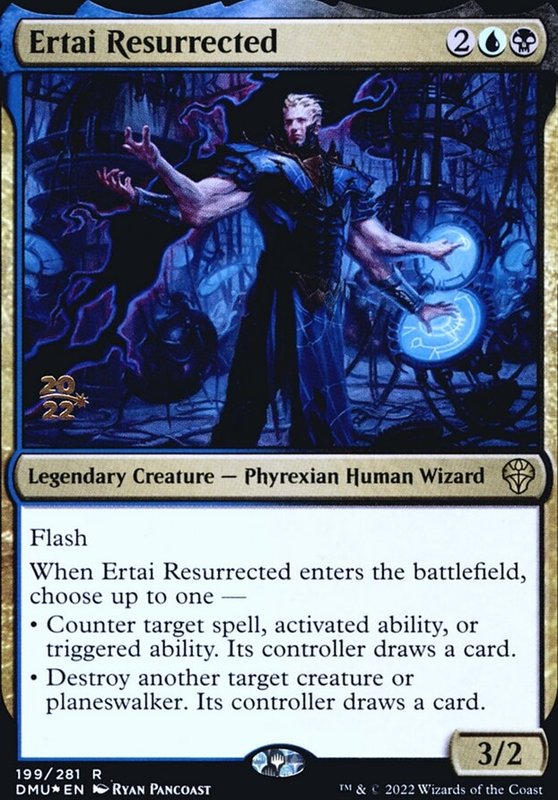 Ertai Resurrected 2
20
22
Legendary Creature — Phyrexian Human Wizard
Flash
When Ertai Resurrected enters the battlefield,
choose up to one —
• Counter target spell, activated ability, or
triggered ability. Its controller draws a card.
• Destroy another target creature or
planeswalker. Its controller draws a card.
3/2
199/281 R
DMU★EN Ryan Pancoast
™ & © 2022 Wizards of the Coast